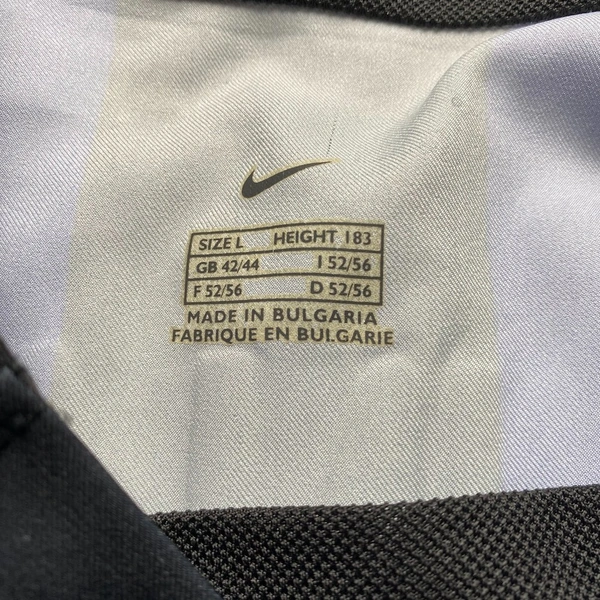 SIZE L HEIGHT 183
GB 42/44 I 52/56
F 52/56 D 52/56
MADE IN BULGARIA
FABRIQUE EN BULGARIE